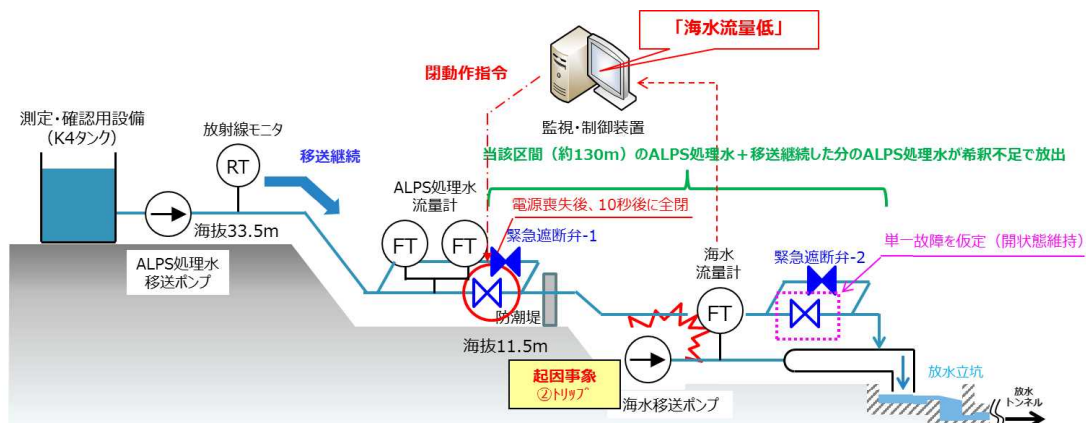 「海水流量低」
閉動作指令
監視・制御装置
測定・確認用設備
(K4タンク)
放射線モニタ
RT
移送継続
当該区間（約130m）のALPS処理水＋移送継続した分のALPS処理水が希釈不足で放出
ALPS処理水
流量計
FT
FT
電源喪失後、10秒後に全閉
緊急遮断弁-1
海水
流量計
FT
緊急遮断弁-2
単一故障を仮定（開状態維持）
海抜33.5m
ALPS処理水
移送ポンプ
防潮堤
海抜11.5m
起因事象
②ﾄﾘｯﾌﾟ
海水移送ポンプ
放水立坑
放水
トンネル